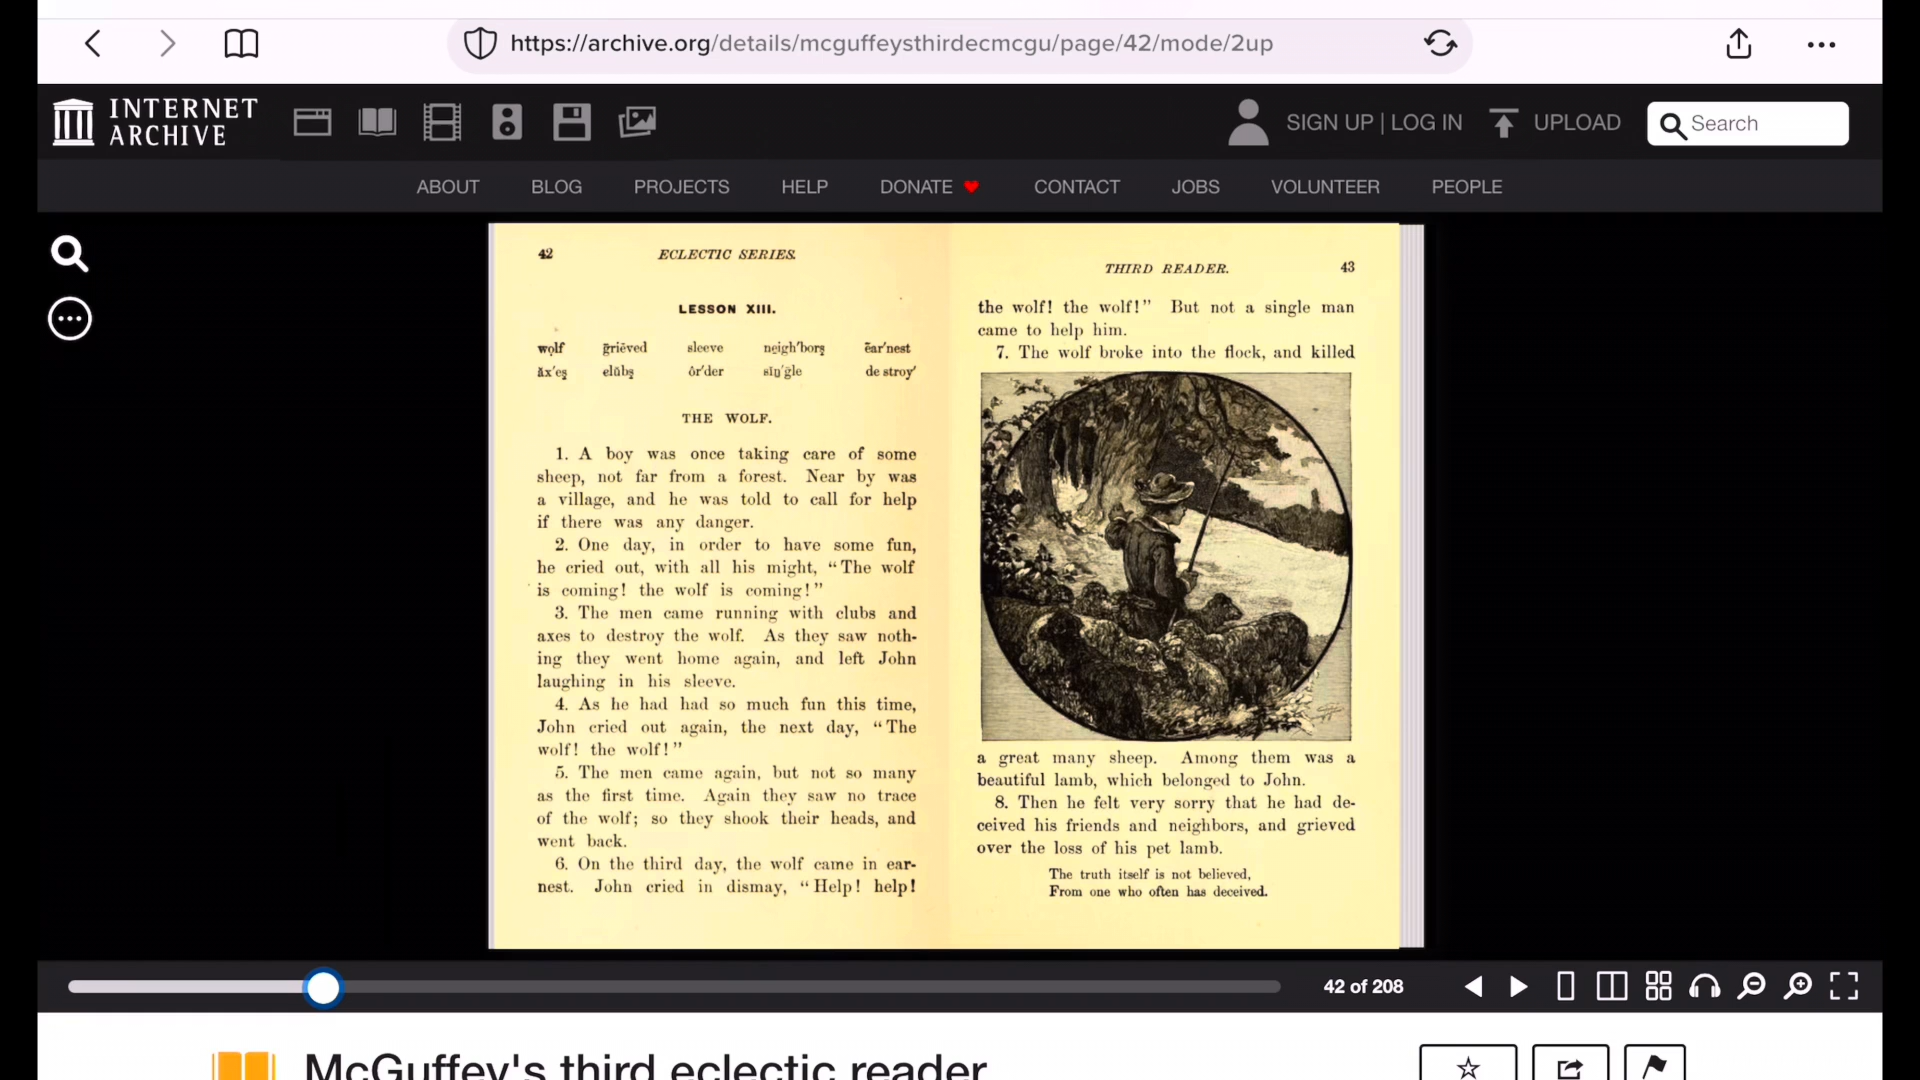 https://archive.org/details/mcguffeysthirdecmcgu/page/42/mode/2up
INTERNET
ARCHIVE
SIGN UP | LOG IN
UPLOAD
Search
ABOUT
BLOG
PROJECTS
HELP
DONATE
CONTACT
JOBS
VOLUNTEER
PEOPLE
42
ECLECTIC SERIES.
LESSON XIII.
wọlf g̅riēved sleeve neigh′borş ẽar′nest
ăx′eş clŭbş ôr′der sĭṉ′g̅le de stroy′
THE WOLF.
1. A boy was once taking care of some
sheep, not far from a forest. Near by was
a village, and he was told to call for help
if there was any danger.
2. One day, in order to have some fun,
he cried out, with all his might, “The wolf
is coming! the wolf is coming!”
3. The men came running with clubs and
axes to destroy the wolf. As they saw noth-
ing they went home again, and left John
laughing in his sleeve.
4. As he had had so much fun this time,
John cried out again, the next day, “The
wolf! the wolf!”
5. The men came again, but not so many
as the first time. Again they saw no trace
of the wolf; so they shook their heads, and
went back.
6. On the third day, the wolf came in ear-
nest. John cried in dismay, “Help! help!
THIRD READER.
43
the wolf! the wolf!” But not a single man
came to help him.
7. The wolf broke into the flock, and killed
a great many sheep. Among them was a
beautiful lamb, which belonged to John.
8. Then he felt very sorry that he had de-
ceived his friends and neighbors, and grieved
over the loss of his pet lamb.
The truth itself is not believed,
From one who often has deceived.
42 of 208
McGuffey's third eclectic reader